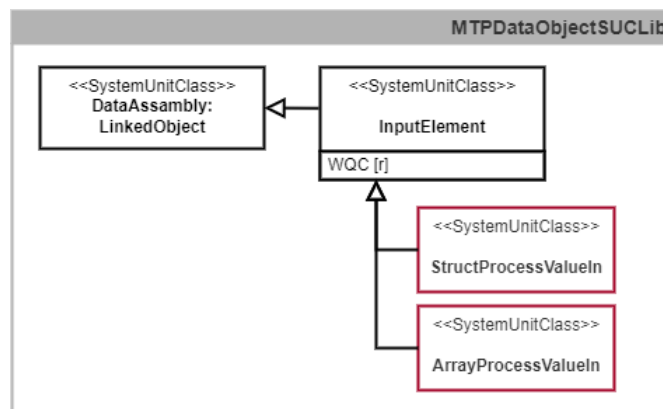 MTPDataObjectSUCLib
<<SystemUnitClass>>
DataAssambly:
LinkedObject
<<SystemUnitClass>>
InputElement
WQC [r]
<<SystemUnitClass>>
StructProcessValueIn
<<SystemUnitClass>>
ArrayProcessValueIn